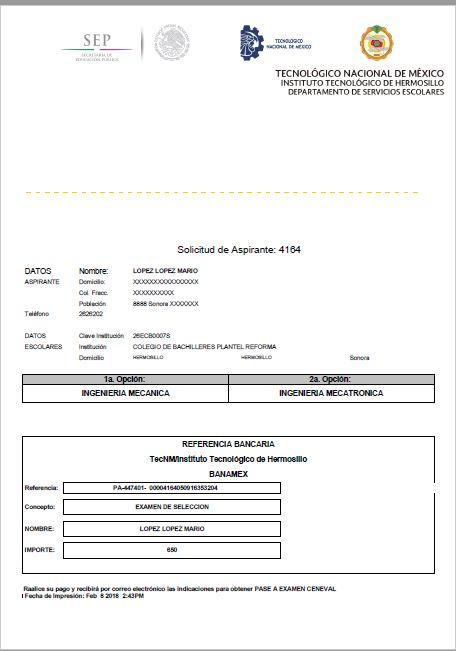 SEP
SECRETARÍA DE
EDUCACIÓN PÚBLICA
TECNOLÓGICO
NACIONAL DE MÉXICO
TECNOLÓGICO NACIONAL DE MÉXICO
INSTITUTO TECNOLÓGICO DE HERMOSILLO
DEPARTAMENTO DE SERVICIOS ESCOLARES
Solicitud de Aspirante: 4164
DATOS Nombre: LOPEZ LOPEZ MARIO
ASPIRANTE Domicilio: XXXXXXXXXXXXXXXX
Col. Fracc. XXXXXXXXXX
Población 8888 Sonora XXXXXXX
Teléfono 2626202
DATOS Clave Institución 26ECB0007S
ESCOLARES Institución COLEGIO DE BACHILLERES PLANTEL REFORMA
Domicilio HERMOSILLO HERMOSILLO Sonora
1a. Opción: 2a. Opción:
INGENIERIA MECANICA INGENIERIA MECATRONICA
REFERENCIA BANCARIA
TecNM/Instituto Tecnológico de Hermosillo
BANAMEX
Referencia: PA-447401- 00004164050916353204
Concepto: EXAMEN DE SELECCION
NOMBRE: LOPEZ LOPEZ MARIO
IMPORTE: 650
Raalice su pago y recibirá por correo electrónico las indicaciones para obtener PASE A EXAMEN CENEVAL
Fecha de Impresión: Feb 8 2018 2:43PM